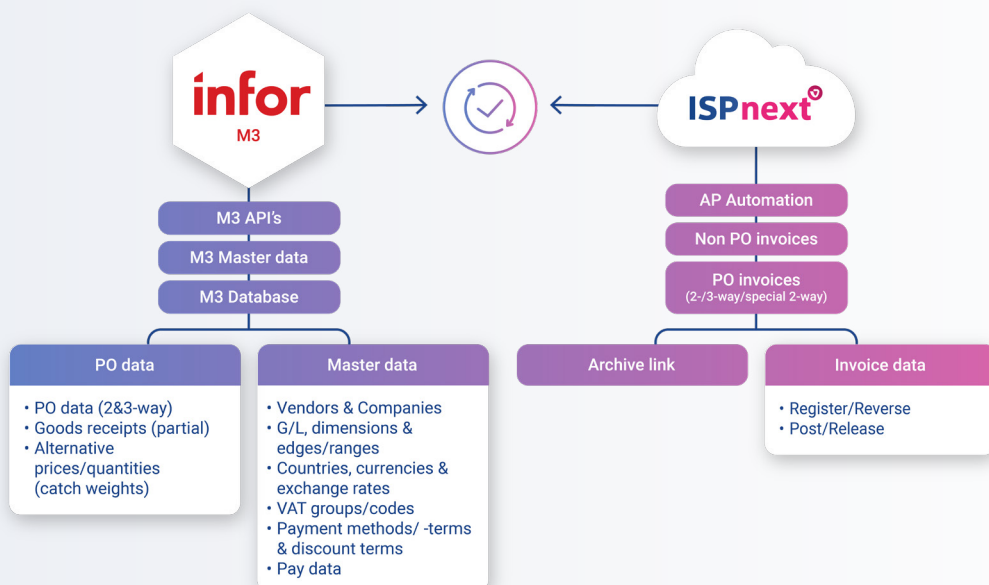 infor
M3
ISPnext
M3 API's
M3 Master data
M3 Database
AP Automation
Non PO invoices
PO invoices
(2-/3-way/special 2-way)
PO data
• PO data (2&3-way)
• Goods receipts (partial)
• Alternative
prices/quantities
(catch weights)
Master data
• Vendors & Companies
• G/L, dimensions &
edges/ranges
• Countries, currencies &
exchange rates
• VAT groups/codes
• Payment methods/ -terms
& discount terms
• Pay data
Archive link
Invoice data
• Register/Reverse
• Post/Release